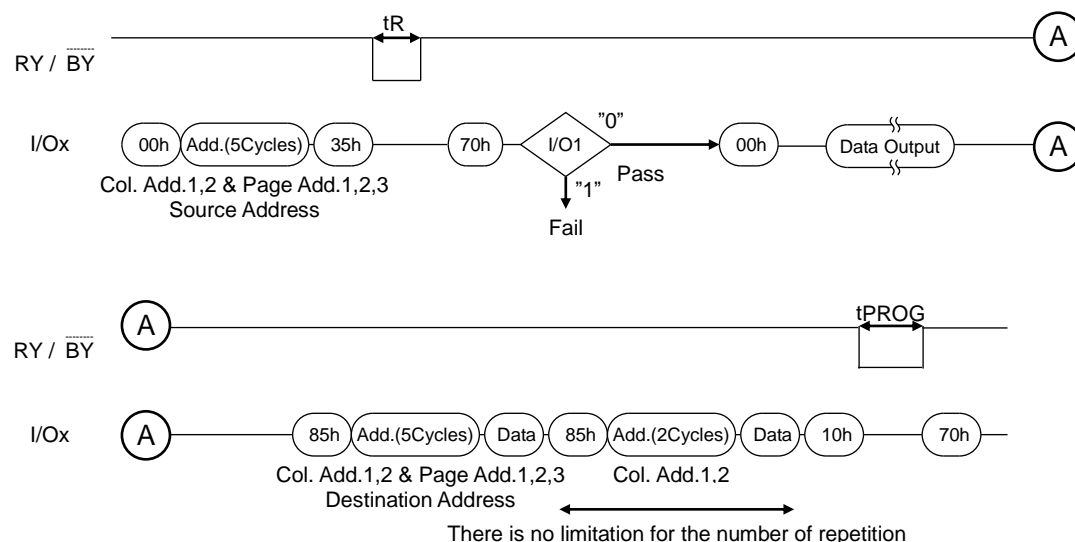 tR
RY / BY
A
I/Ox
00h Add.(5Cycles) 35h 70h I/O1 "0" 00h Data Output A
Pass
"1"
Fail
Col. Add.1,2 & Page Add.1,2,3
Source Address
A
tPROG
RY / BY
I/Ox
A 85h Add.(5Cycles) Data 85h Add.(2Cycles) Data 10h 70h
Col. Add.1,2 & Page Add.1,2,3 Col. Add.1,2
Destination Address
There is no limitation for the number of repetition